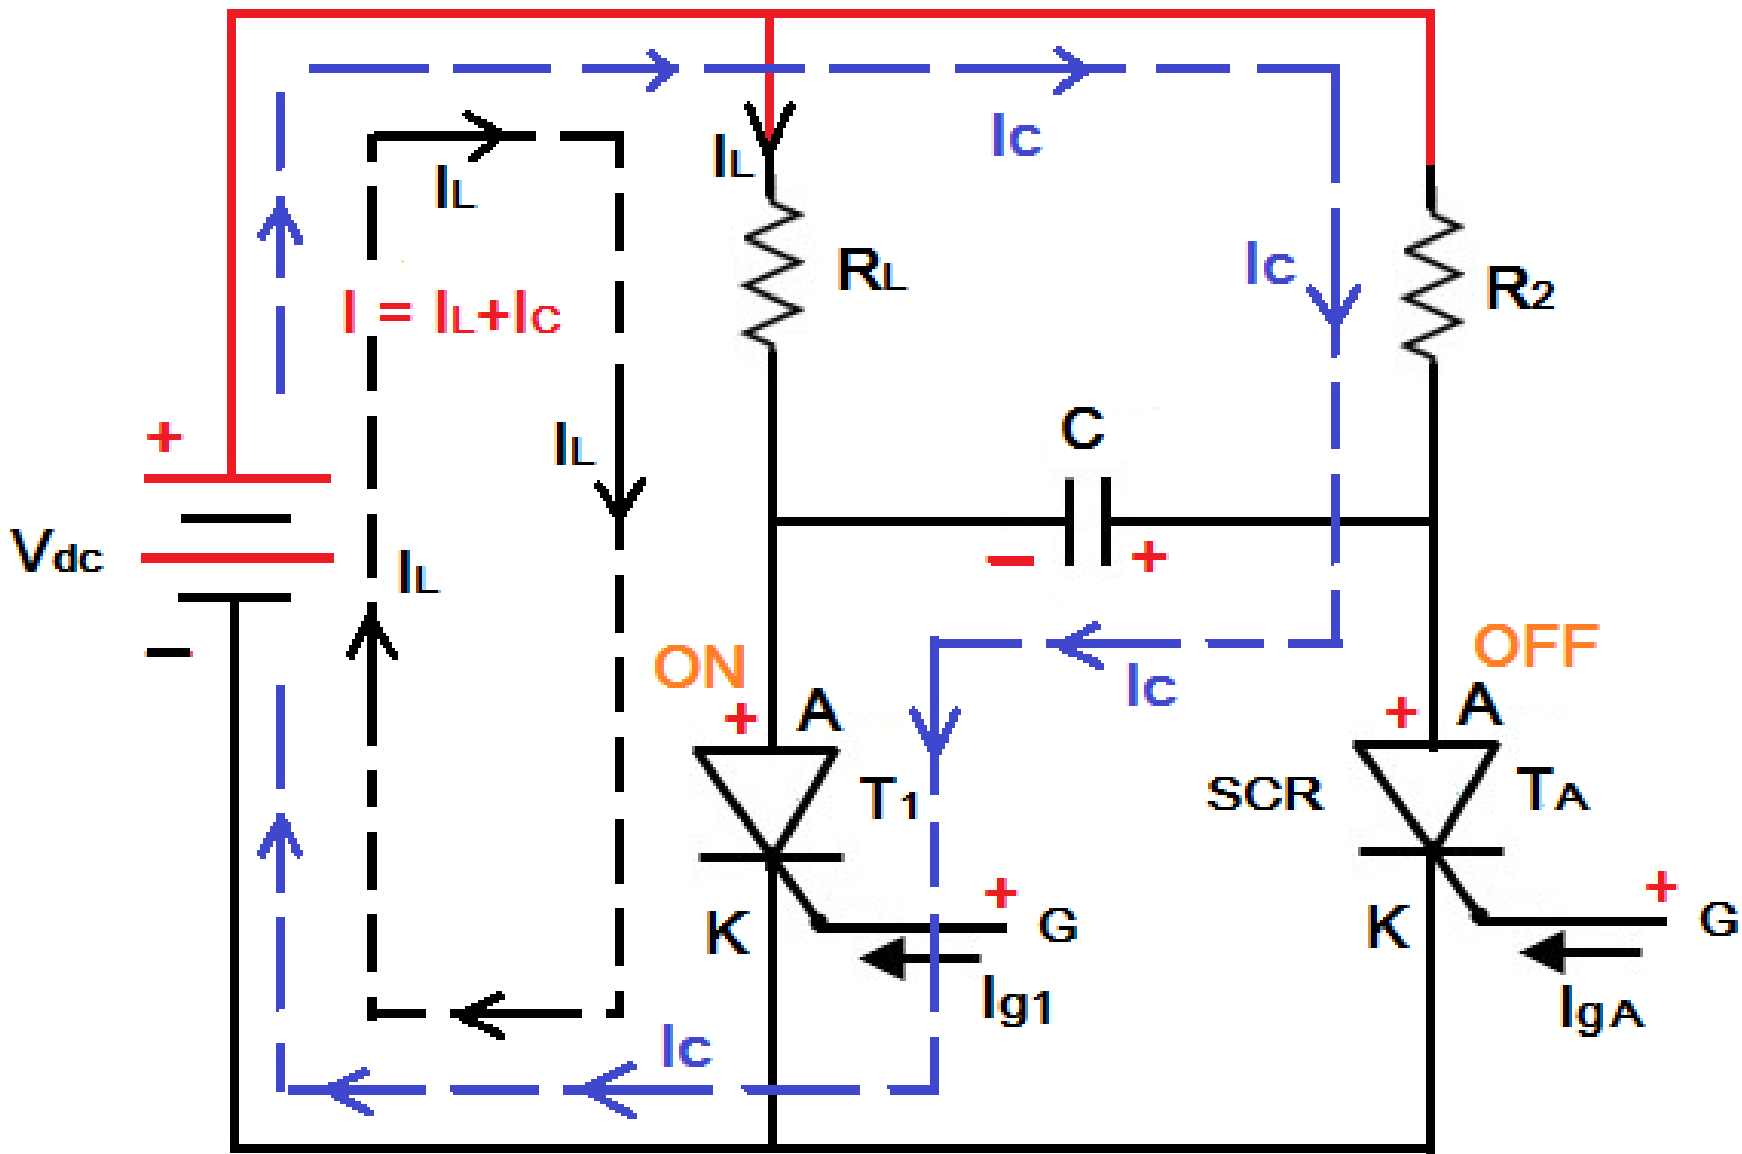 IC
IL
IL
RL
IC
R2
I = IL+IC
+
C
IL
Vdc
IL
−
+
−
ON
OFF
IC
+
A
+
A
T1
SCR
TA
+
+
K
G
K
G
Ig1
IgA
IC